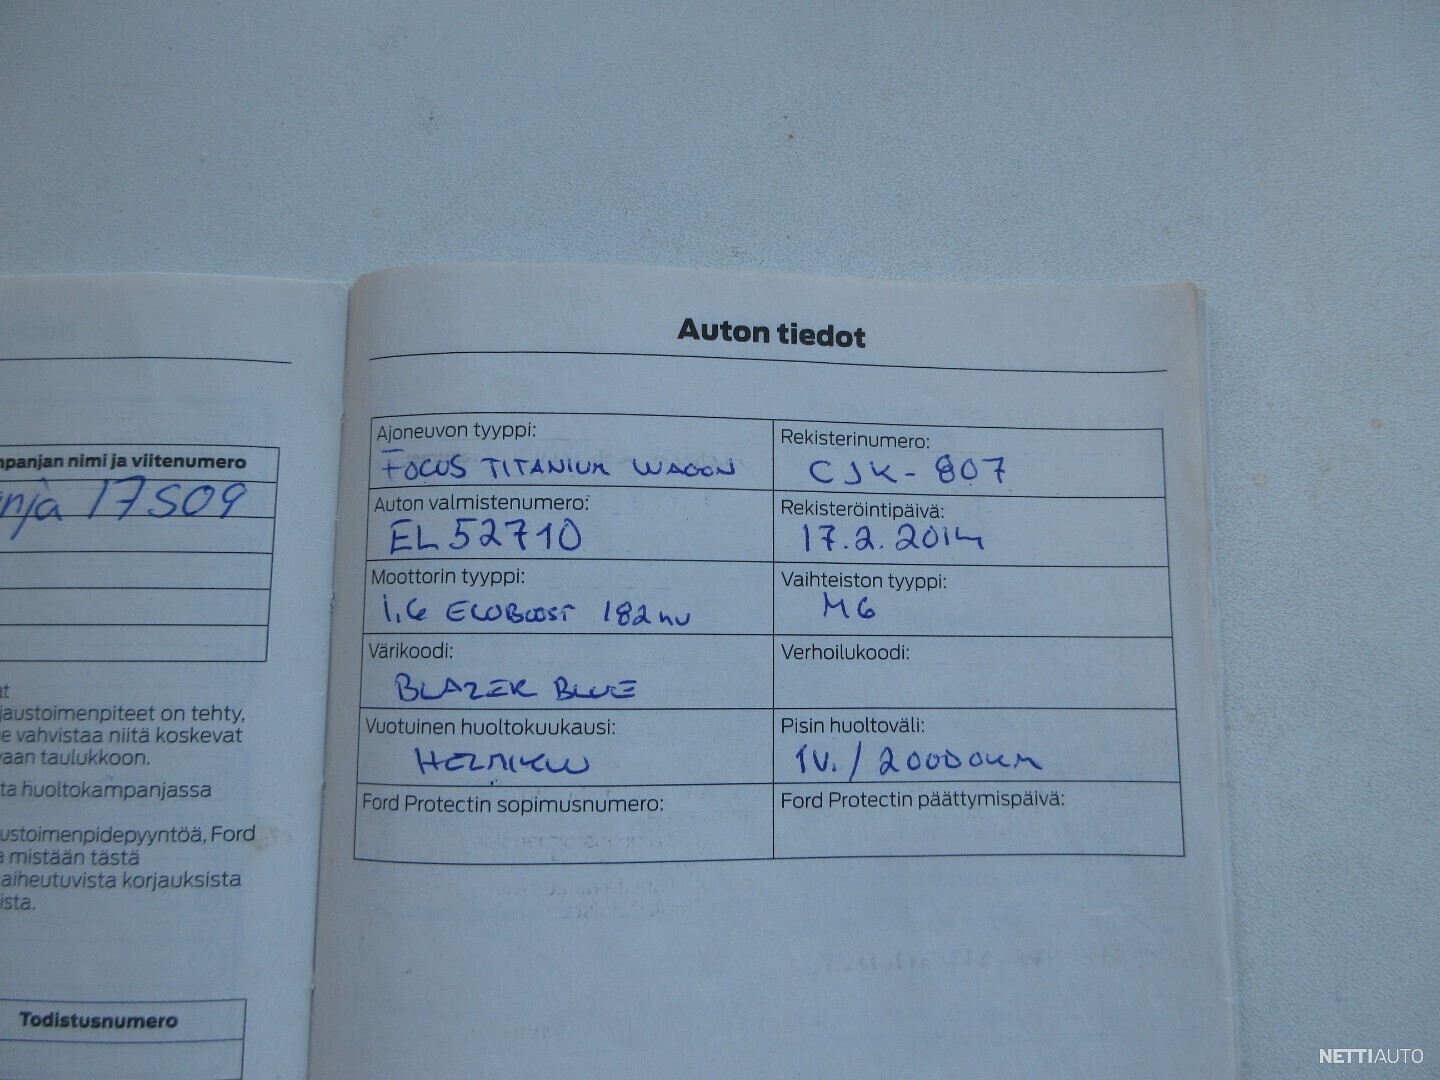 mpanjan nimi ja viitenumero
nja 17S09
at
jaustoimenpiteet on tehty,
e vahvistaa niitä koskevat
vaan taulukkoon.
ta huoltokampanjassa
ustoimenpidepyyntöä, Ford
a mistään tästä
aiheutuvista korjauksista
ista.
Todistusnumero
Auton tiedot
Ajoneuvon tyyppi:
FOCUS TITANIUM WAGON
Rekisterinumero:
CJK-807
Auton valmistenumero:
EL52710
Rekisteröintipäivä:
17.2.2014
Moottorin tyyppi:
1,6 ECOBOOST 182 HV
Vaihteiston tyyppi:
M6
Värikoodi:
BLAZER BLUE
Verhoilukoodi:
Vuotuinen huoltokuukausi:
HELMIKUU
Pisin huoltoväli:
1V./20000KM
Ford Protectin sopimusnumero:
Ford Protectin päättymispäivä:
NETTIAUTO